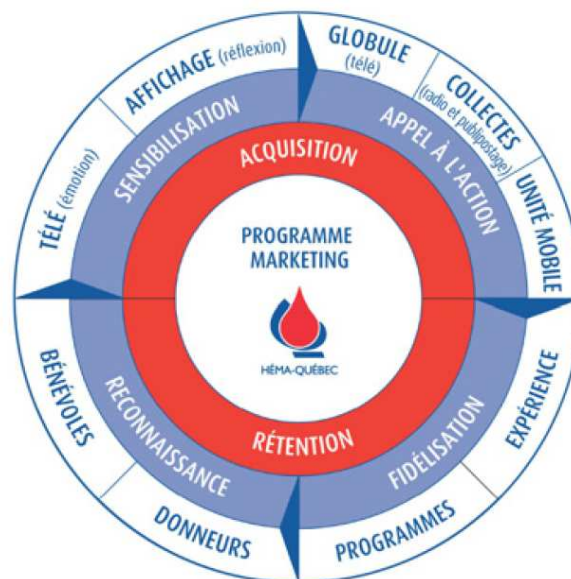 PROGRAMME
MARKETING
HÉMA-QUÉBEC
ACQUISITION
RÉTENTION
SENSIBILISATION
APPEL À L'ACTION
FIDÉLISATION
RECONNAISSANCE
TÉLÉ (émotion)
AFFICHAGE (réflexion)
GLOBULE
(télé)
COLLECTES
(radio et publipostage)
UNITÉ MOBILE
EXPÉRIENCE
PROGRAMMES
DONNEURS
BÉNÉVOLES